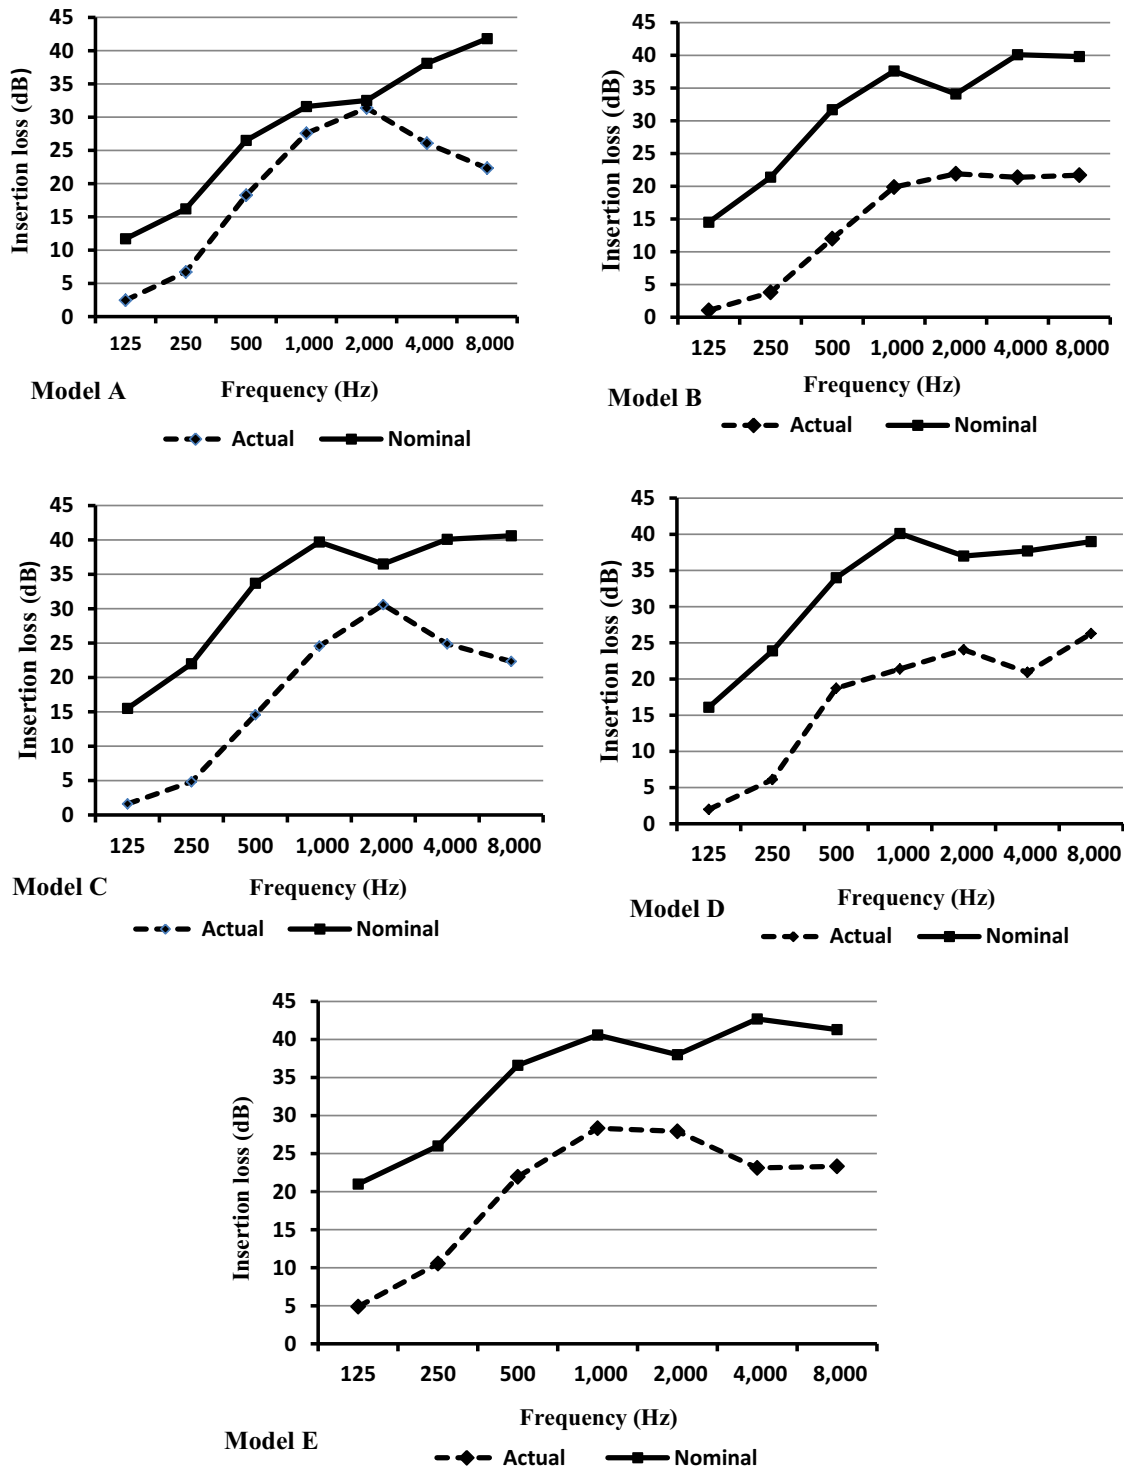 45
40
35
30
25
20
15
10
5
0
Insertion loss (dB)
125 250 500 1,000 2,000 4,000 8,000
Model A
Frequency (Hz)
Actual Nominal
45
40
35
30
25
20
15
10
5
0
Insertion loss (dB)
125 250 500 1,000 2,000 4,000 8,000
Frequency (Hz)
Model B
Actual Nominal
45
40
35
30
25
20
15
10
5
0
Insertion loss (dB)
125 250 500 1,000 2,000 4,000 8,000
Model C
Frequency (Hz)
Actual Nominal
45
40
35
30
25
20
15
10
5
0
Insertion loss (dB)
125 250 500 1,000 2,000 4,000 8,000
Frequency (Hz)
Model D
Actual Nominal
45
40
35
30
25
20
15
10
5
0
Insertion loss (dB)
125 250 500 1,000 2,000 4,000 8,000
Frequency (Hz)
Model E
Actual Nominal